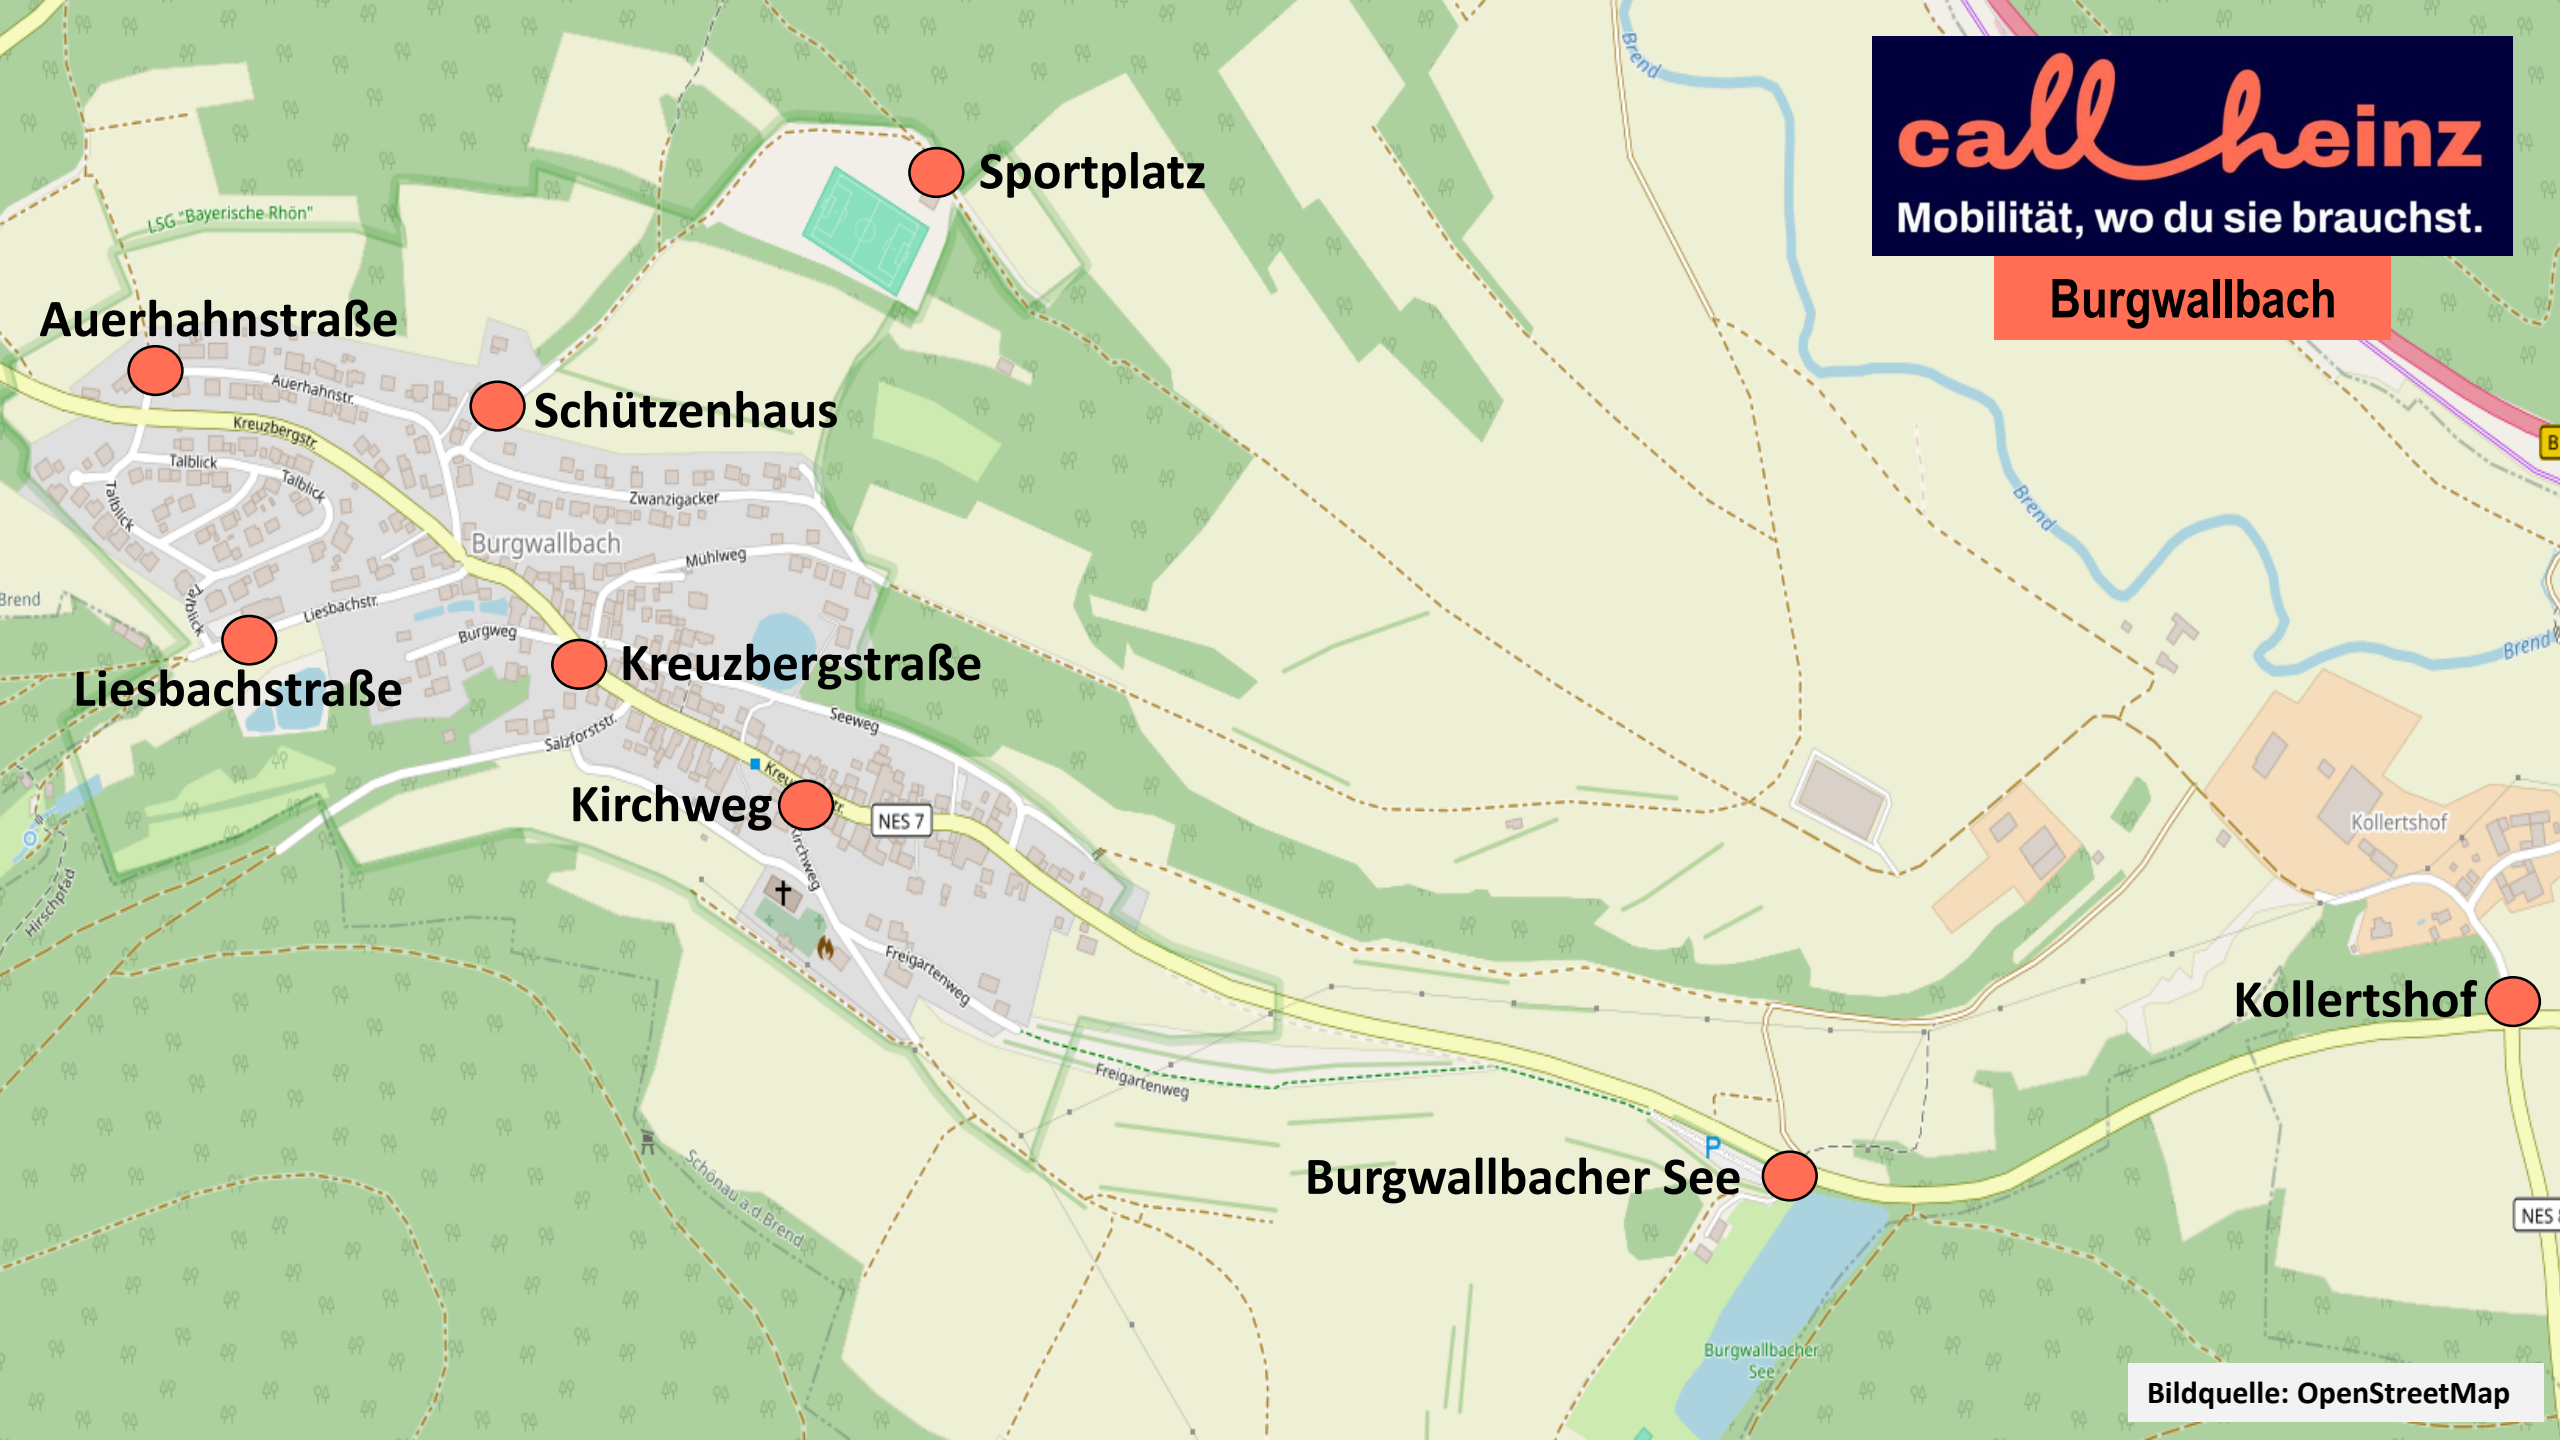 Brend
call heinz
Mobilität, wo du sie brauchst.
Burgwallbach
Sportplatz
LSG "Bayerische Rhön"
Auerhahnstraße
Auerhahnstr.
Schützenhaus
Kreuzbergstr.
B
Talblick
Talblick
Talblick
Zwanzigacker
Brend
Burgwallbach
Mühlweg
Brend
Talblick
Liesbachstr.
Burgweg
Brend
Kreuzbergstraße
Liesbachstraße
Seeweg
Salzforststr.
Kirchweg
NES 7
Kollertshof
Kirchweg
Hirschpfad
Freigartenweg
Kollertshof
Freigartenweg
P
Burgwallbacher See
Schönau a.d.Brend
NES 8
Burgwallbacher
See
Bildquelle: OpenStreetMap